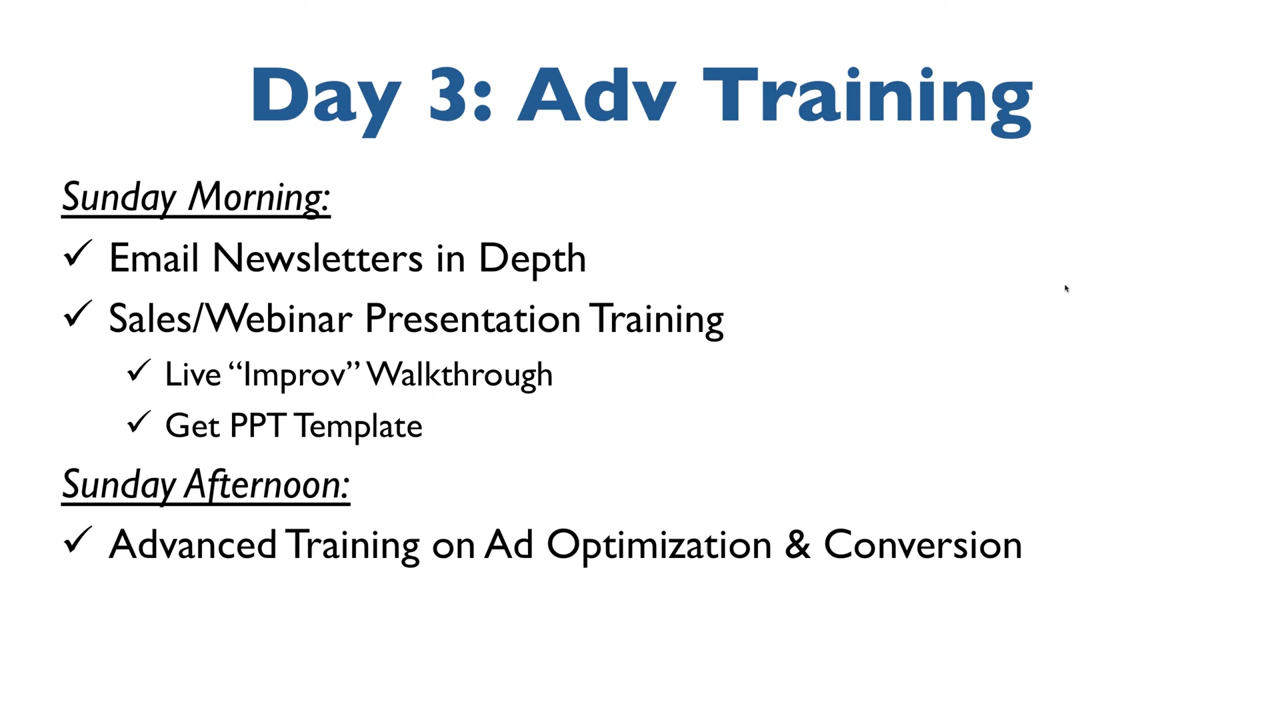 Day 3: Adv Training
Sunday Morning:
✓ Email Newsletters in Depth
✓ Sales/Webinar Presentation Training
✓ Live “Improv” Walkthrough
✓ Get PPT Template
Sunday Afternoon:
✓ Advanced Training on Ad Optimization & Conversion